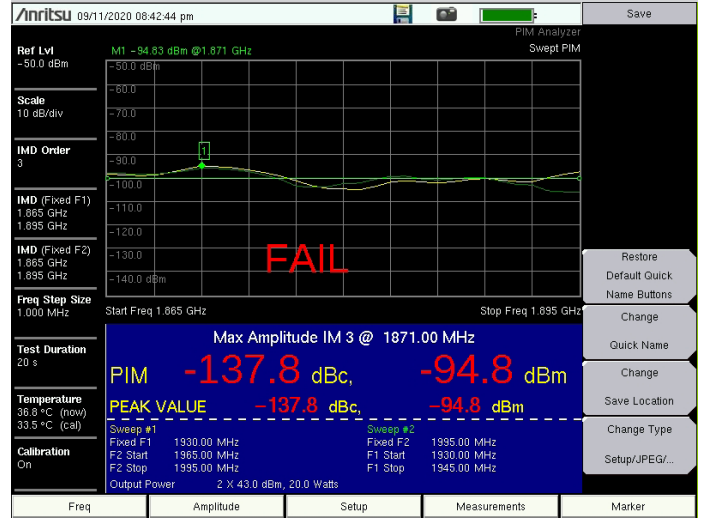 /Inritsu 09/11/2020 08:42:44 pm
Save
PIM Analyzer
Ref Lvl
-50.0 dBm
M1 -94.83 dBm @1.871 GHz
Swept PIM
-50.0 dBm
-60.0
Scale
10 dB/div
-70.0
-80.0
IMD Order
3
1
-90.0
-100.0
IMD (Fixed F1)
1.865 GHz
1.895 GHz
-110.0
-120.0
IMD (Fixed F2)
1.865 GHz
1.895 GHz
-130.0
FAIL
-140.0 dBm
Restore
Default Quick
Name Buttons
Freq Step Size
1.000 MHz
Start Freq 1.865 GHz
Stop Freq 1.895 GHz
Change
Quick Name
Max Amplitude IM 3 @ 1871.00 MHz
Test Duration
20 s
PIM -137.8 dBc, -94.8 dBm
Change
Save Location
Temperature
36.8 °C (now)
33.5 °C (cal)
PEAK VALUE -137.8 dBc, -94.8 dBm
Change Type
Setup/JPEG/...
Calibration
On
Sweep #1
Fixed F1 1930.00 MHz
F2 Start 1965.00 MHz
F2 Stop 1995.00 MHz
Sweep #2
Fixed F2 1995.00 MHz
F1 Start 1930.00 MHz
F1 Stop 1945.00 MHz
Output Power 2 X 43.0 dBm, 20.0 Watts
Freq
Amplitude
Setup
Measurements
Marker